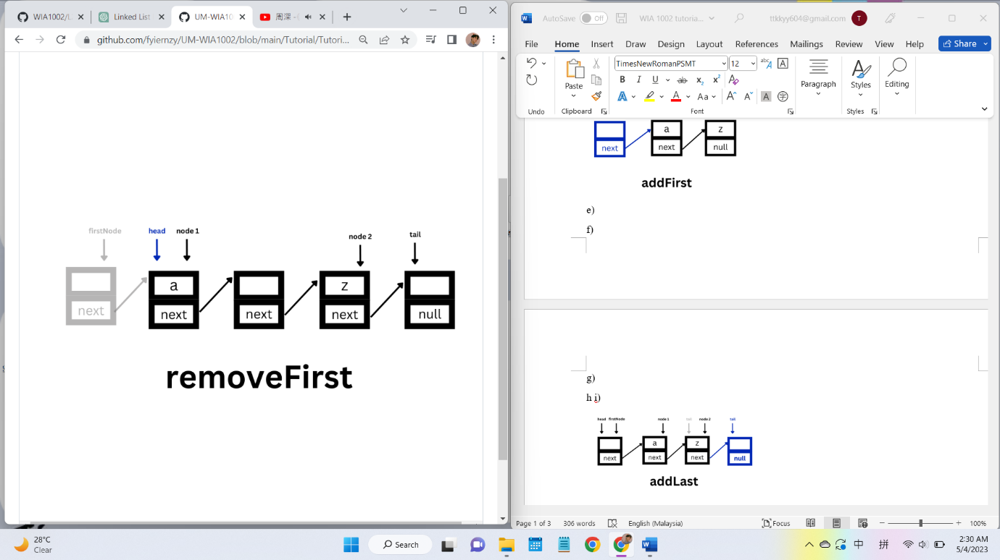 WIA1002/L
Linked List
UM-WIA10
周深 -
github.com/fyiernzy/UM-WIA1002/blob/main/Tutorial/Tutori...
firstNode
head
node 1
node 2
tail
a
z
next
next
next
next
null
removeFirst
AutoSave
Off
WIA 1002 tutoria...
ttkkyy604@gmail.com
T
File
Home
Insert
Draw
Design
Layout
References
Mailings
Review
View
Help
Share
TimesNewRomanPSMT
12
Paste
Paragraph
Styles
Editing
Undo
Clipboard
Font
Styles
a
z
next
next
null
addFirst
e)
f)
g)
h i)
head
firstNode
node 1
tail
node 2
tail
a
z
next
next
next
null
addLast
Page 1 of 3
306 words
English (Malaysia)
Focus
100%
28°C
Clear
Search
中
拼
2:30 AM
5/4/2023